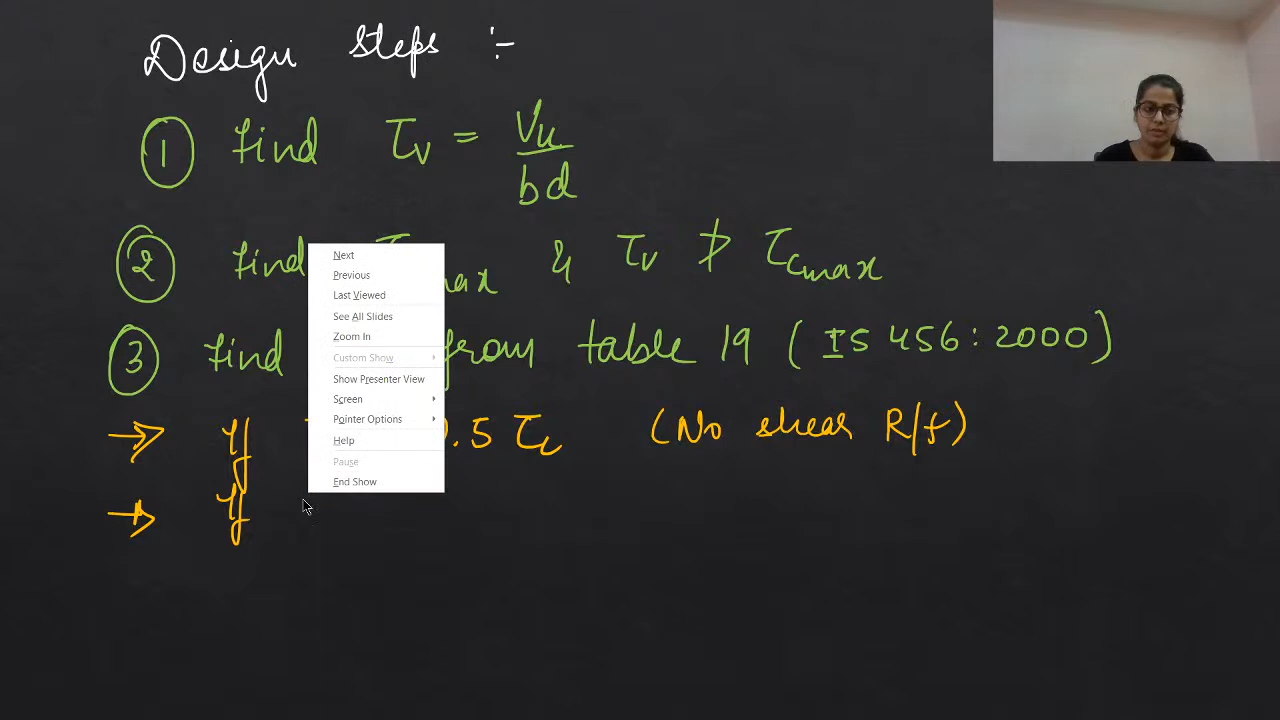 Design steps :-
① find τv = Vu / bd
② find max & τv ≯ τcmax
③ find from table 19 (IS 456:2000)
→ If .5 τc (No shear R/f)
→ If
Next
Previous
Last Viewed
See All Slides
Zoom In
Custom Show
Show Presenter View
Screen
Pointer Options
Help
Pause
End Show